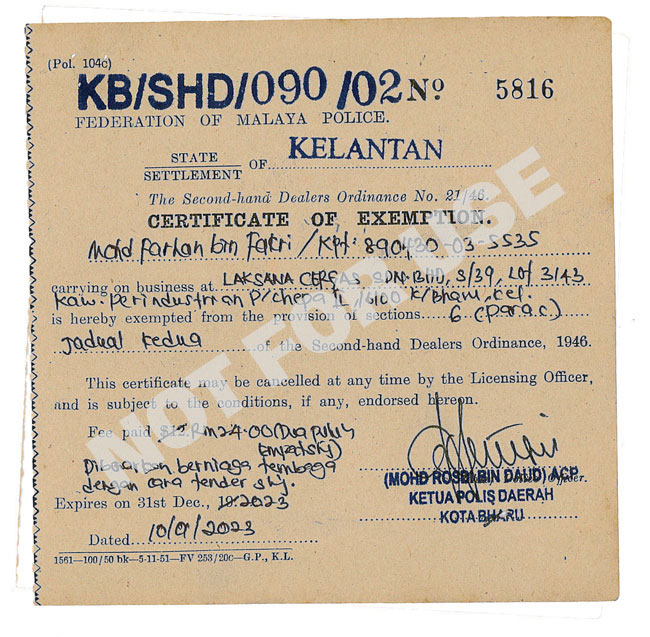 (Pol. 104c)
KB/SHD/090/02 No 5816
FEDERATION OF MALAYA POLICE.
STATE
SETTLEMENT OF KELANTAN
The Second-hand Dealers Ordinance No. 21/46.
CERTIFICATE OF EXEMPTION.
Mohd Farhan bin Fakri / Kpt: 890430-03-5535
carrying on business at LAKSANA CERGAS SDN. BHD, S/39, Lot 3143
Kaw. Perindustrian P/Chepa II, 16100 K/Bharu, Kel.
is hereby exempted from the provision of sections 6 (para.c)
Jadual Kedua of the Second-hand Dealers Ordinance, 1946.
This certificate may be cancelled at any time by the Licensing Officer,
and is subject to the conditions, if any, endorsed hereon.
Fee paid $12. RM24.00 (Dua puluh
empat shj)
Dibenarkan berniaga tembaga
dengan cara tender shj.
(MOHD ROSDI BIN DAUD) ACP Officer.
KETUA POLIS DAERAH
KOTA BHARU
Expires on 31st Dec., 2023
Dated 10/01/2023
1561—100/50 bk—5-11-51—FV 253/20c—G.P., K.L.
NOT FOR USE